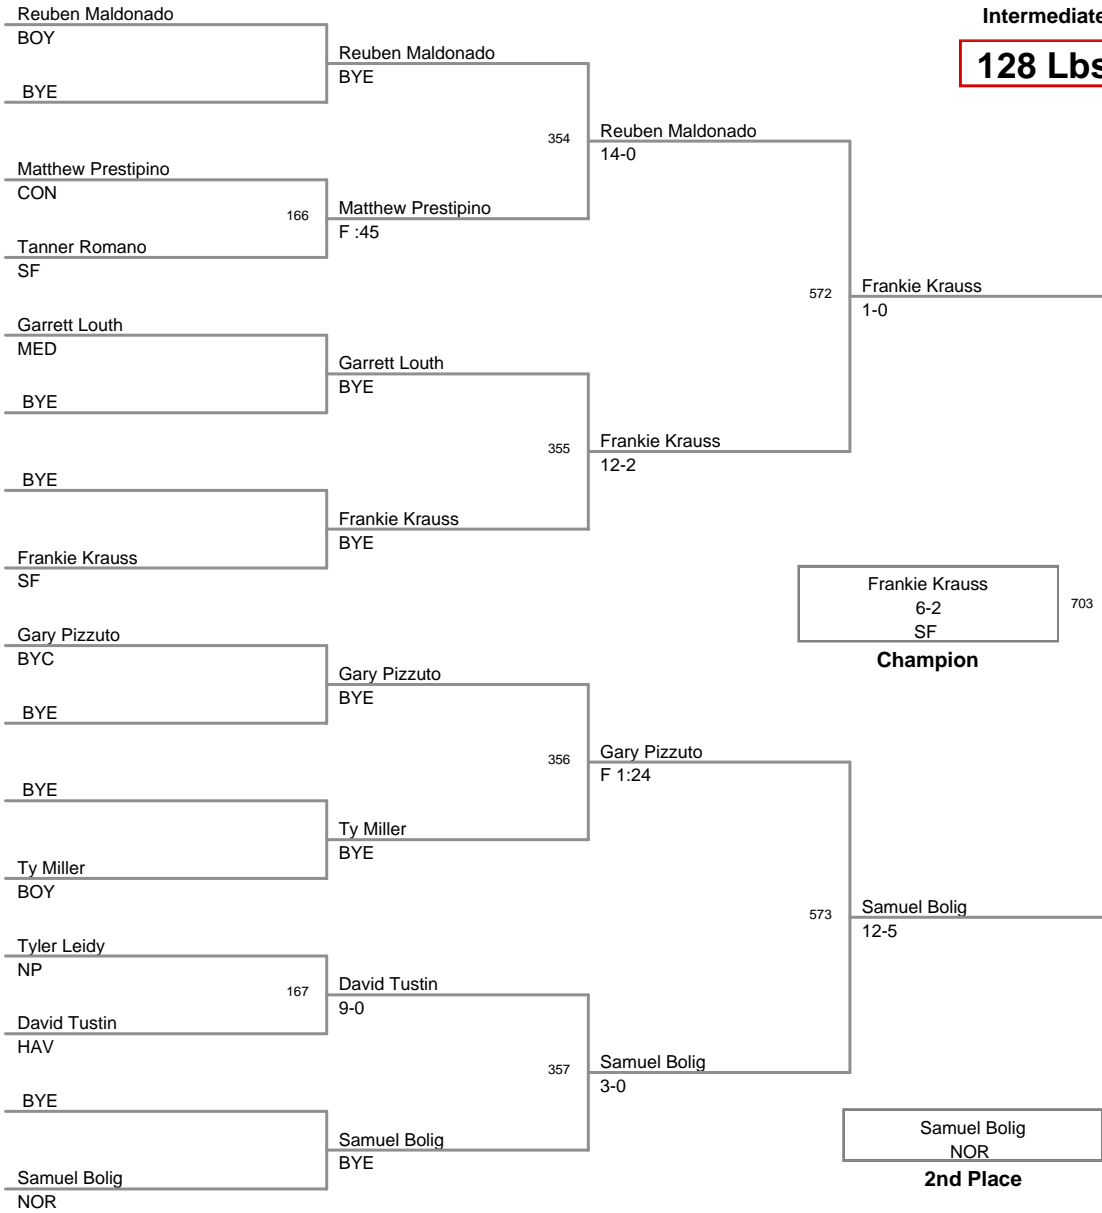 Intermediate
128 Lbs
Reuben Maldonado
BOY
BYE
Matthew Prestipino
CON
166
Tanner Romano
SF
Garrett Louth
MED
BYE
BYE
Frankie Krauss
SF
Gary Pizzuto
BYC
BYE
BYE
Ty Miller
BOY
Tyler Leidy
NP
167
David Tustin
HAV
BYE
Samuel Bolig
NOR
Reuben Maldonado
BYE
354
Matthew Prestipino
F :45
Garrett Louth
BYE
355
Frankie Krauss
BYE
Gary Pizzuto
BYE
356
Ty Miller
BYE
David Tustin
9-0
357
Samuel Bolig
BYE
Reuben Maldonado
14-0
572
Frankie Krauss
12-2
Gary Pizzuto
F 1:24
573
Samuel Bolig
3-0
Frankie Krauss
1-0
Samuel Bolig
12-5
Frankie Krauss
6-2
SF
703
Champion
Samuel Bolig
NOR
2nd Place